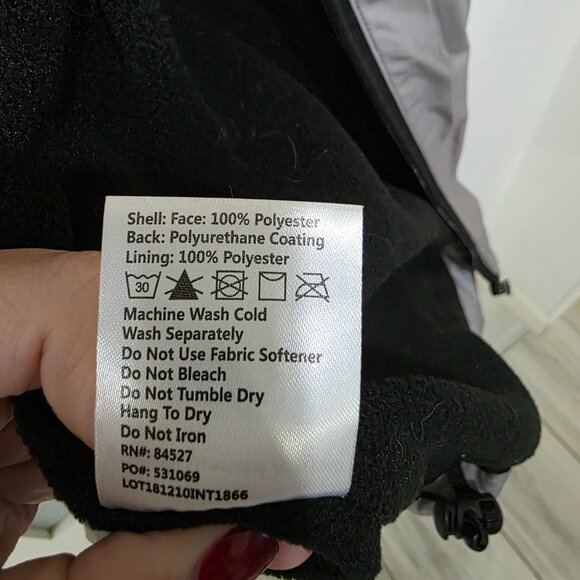 Shell: Face: 100% Polyester
Back: Polyurethane Coating
Lining: 100% Polyester
30
Machine Wash Cold
Wash Separately
Do Not Use Fabric Softener
Do Not Bleach
Do Not Tumble Dry
Hang To Dry
Do Not Iron
RN#: 84527
PO#: 531069
LOT181210INT1866